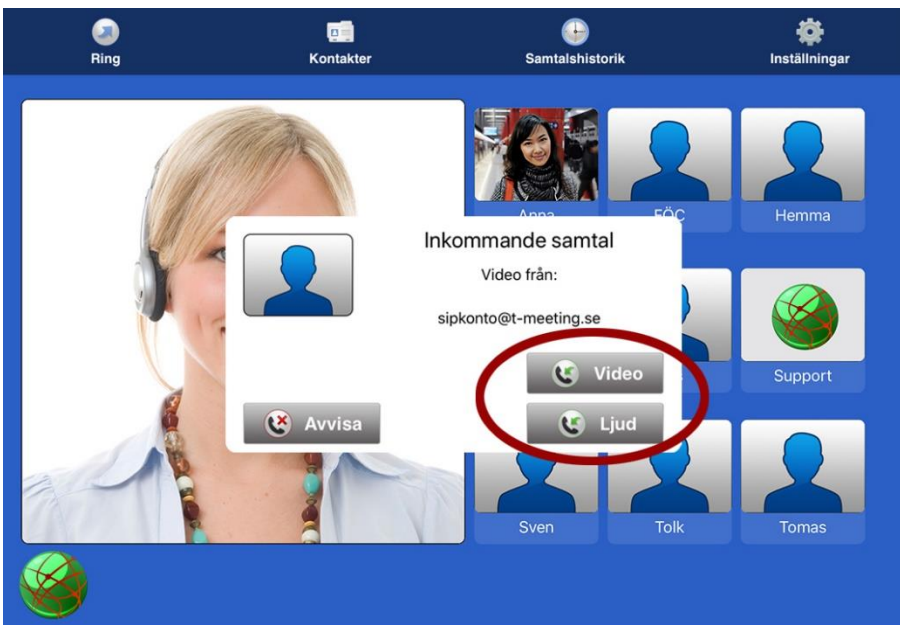 Ring
Kontakter
Samtalshistorik
Inställningar
Anna
FÖC
Hemma
Inkommande samtal
Video från:
sipkonto@t-meeting.se
Video
Support
Avvisa
Ljud
Sven
Tolk
Tomas